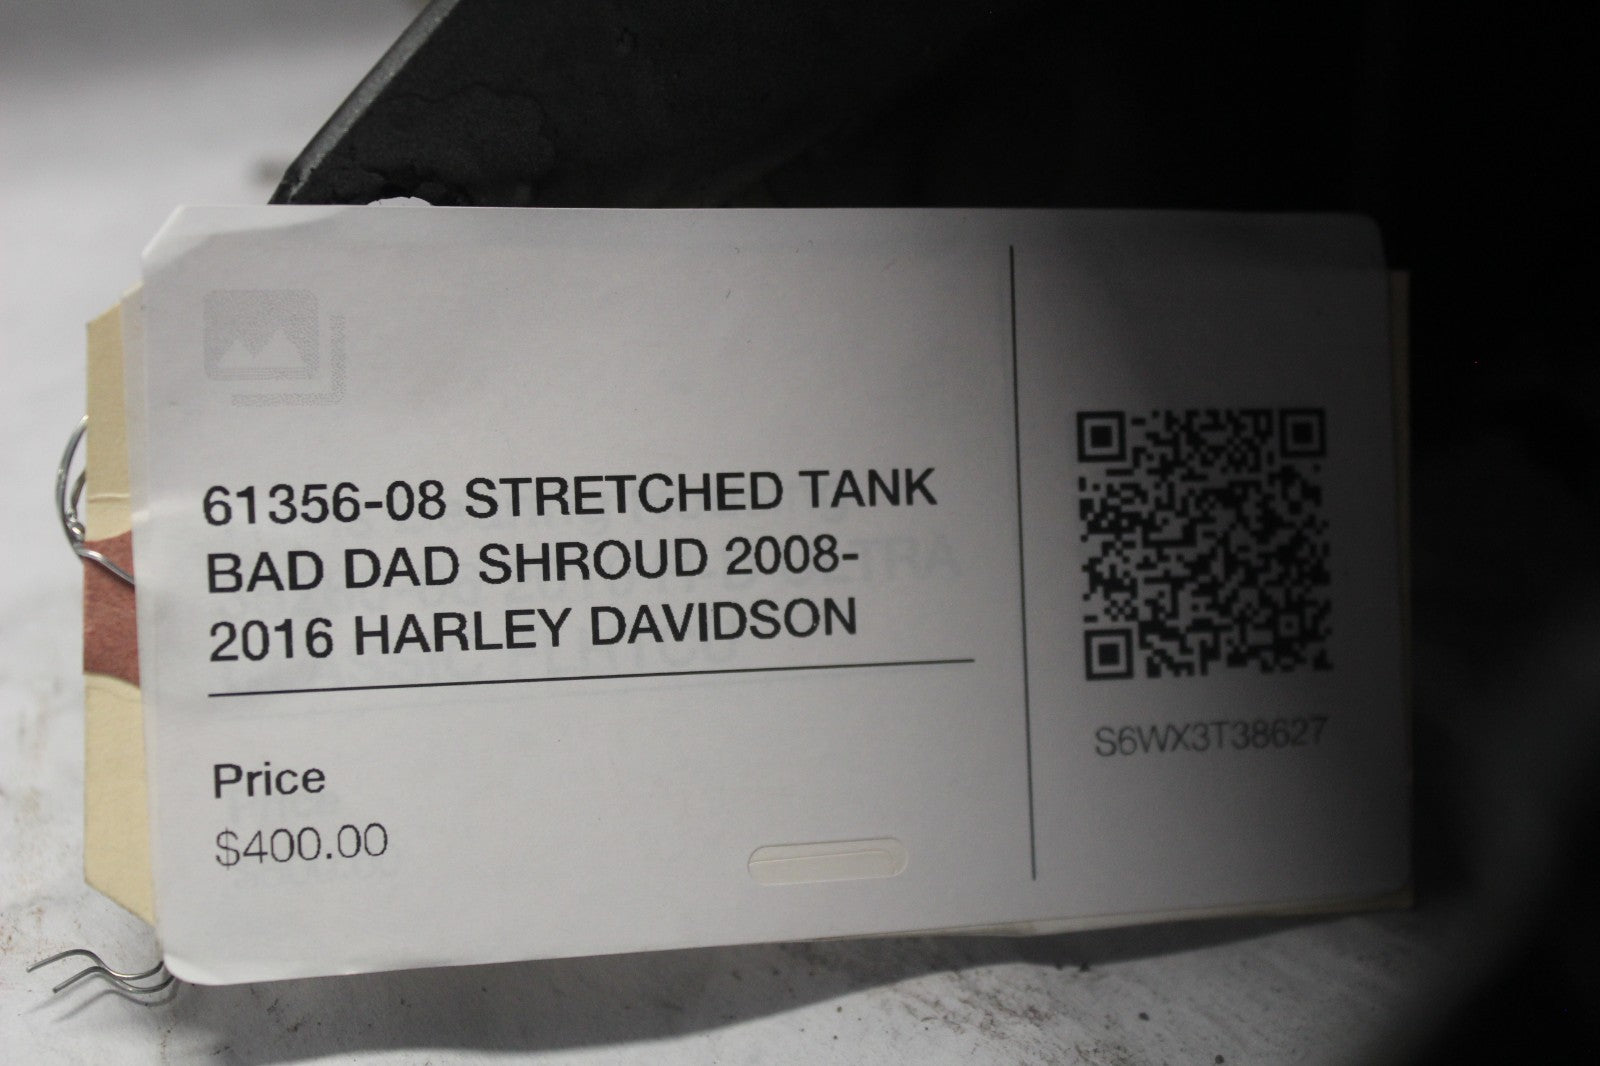 61356-08 STRETCHED TANK
BAD DAD SHROUD 2008-
2016 HARLEY DAVIDSON
Price
$400.00
S6WX3T38627